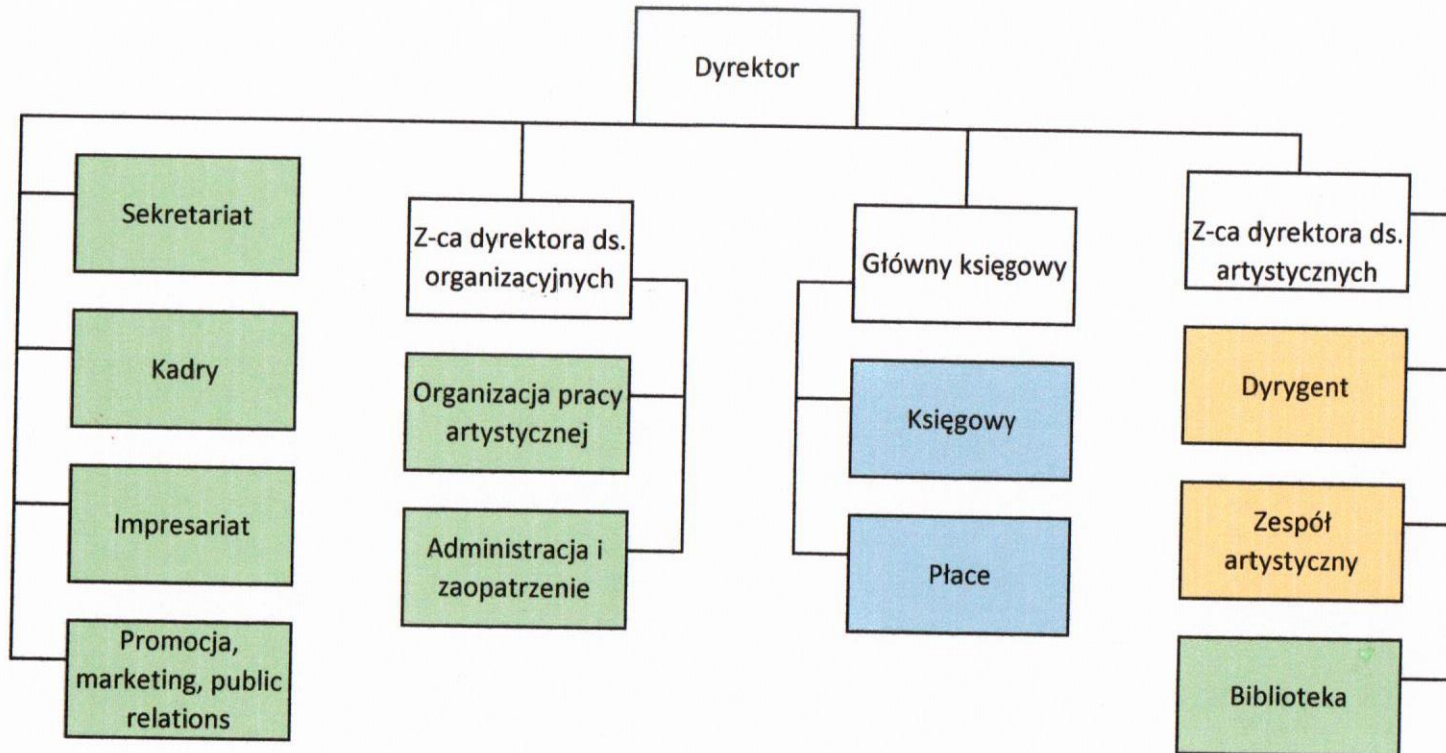 Dyrektor
Sekretariat
Kadry
Impresariat
Promocja,
marketing, public
relations
Z-ca dyrektora ds.
organizacyjnych
Organizacja pracy
artystycznej
Administracja i
zaopatrzenie
Główny księgowy
Księgowy
Płace
Z-ca dyrektora ds.
artystycznych
Dyrygent
Zespół
artystyczny
Biblioteka